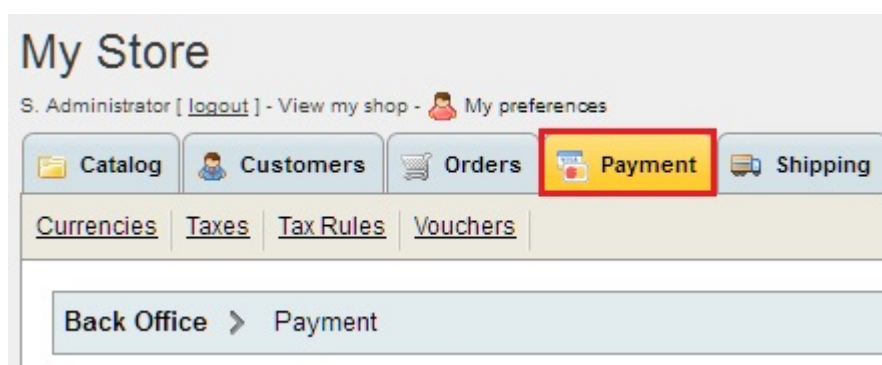 My Store
S. Administrator [ logout ] - View my shop - My preferences
Catalog Customers Orders Payment Shipping
Currencies Taxes Tax Rules Vouchers
Back Office > Payment